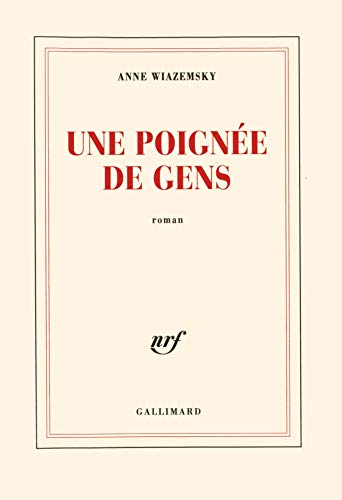 ANNE WIAZEMSKY
UNE POIGNÉE
DE GENS
roman
nrf
GALLIMARD